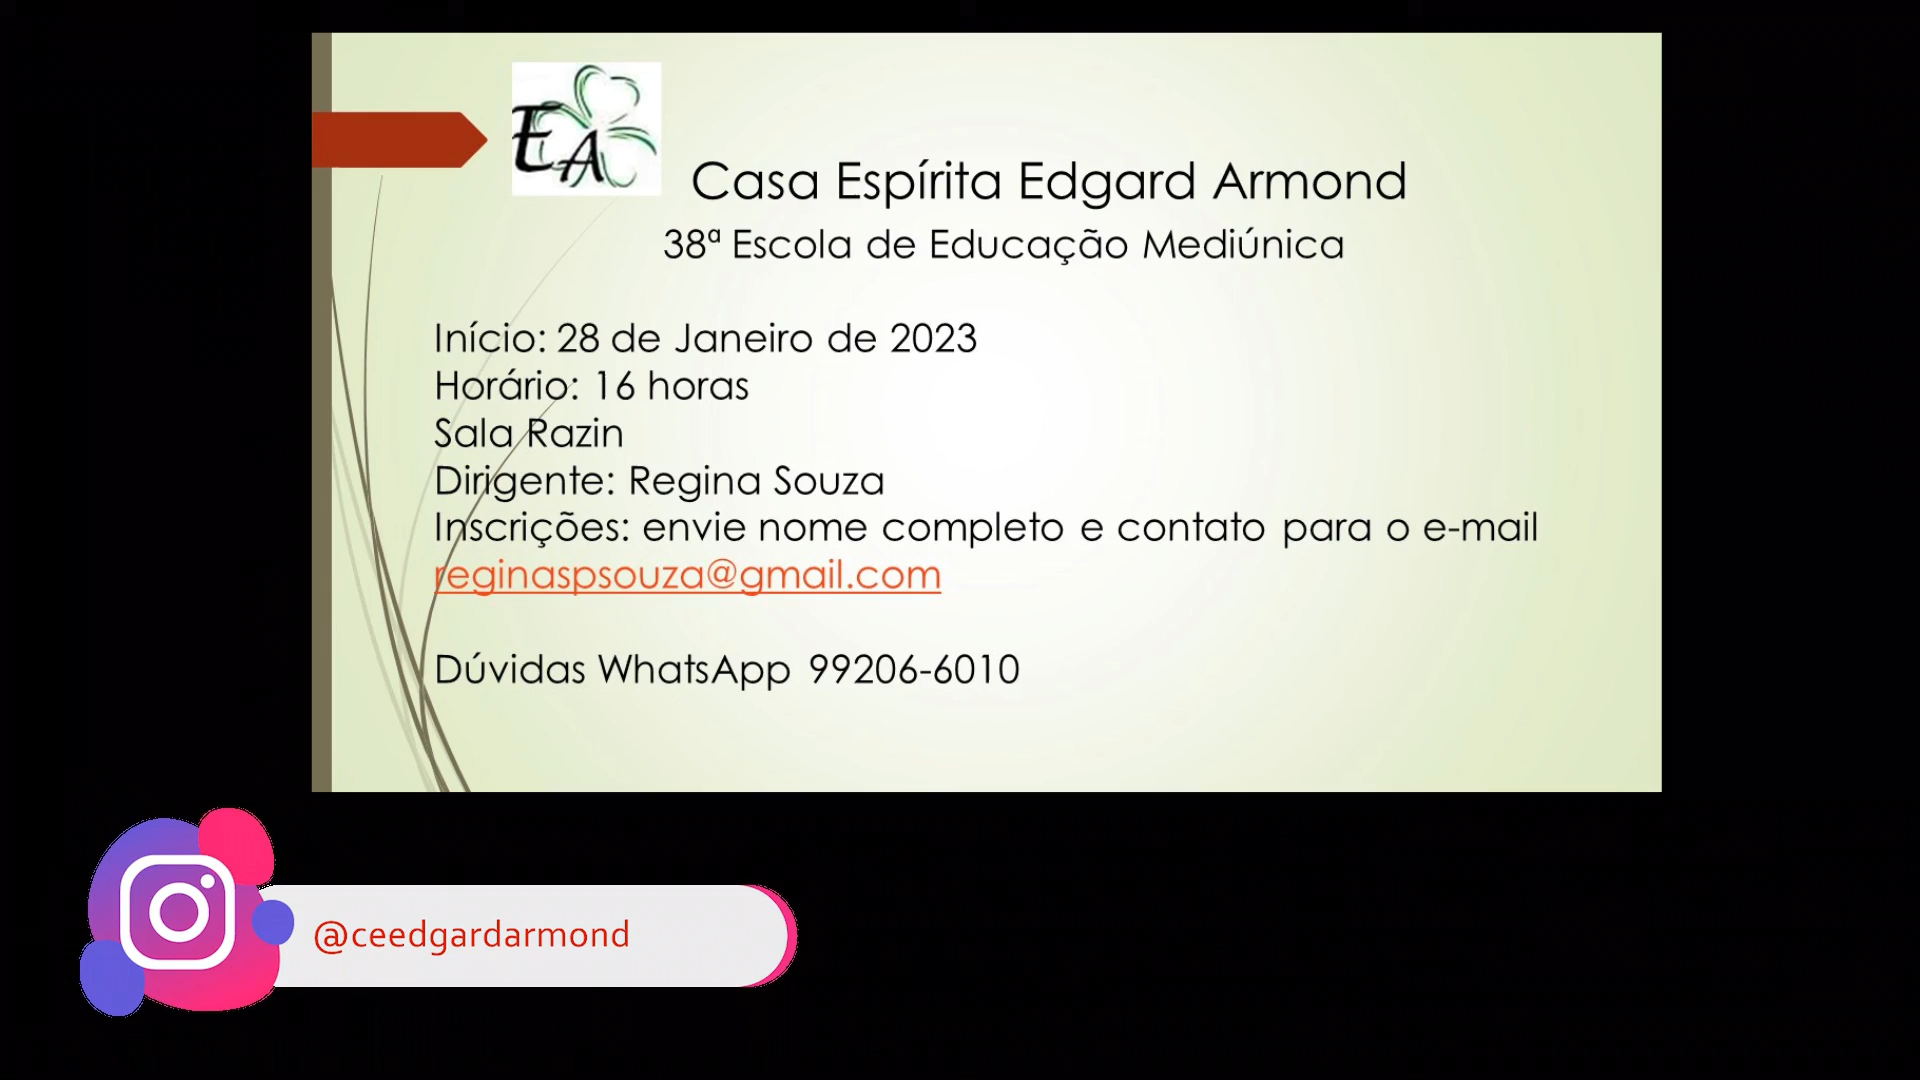 EA
Casa Espírita Edgard Armond
38ª Escola de Educação Mediúnica
Início: 28 de Janeiro de 2023
Horário: 16 horas
Sala Razin
Dirigente: Regina Souza
Inscrições: envie nome completo e contato para o e-mail
reginaspsouza@gmail.com
Dúvidas WhatsApp 99206-6010
@ceedgardarmond